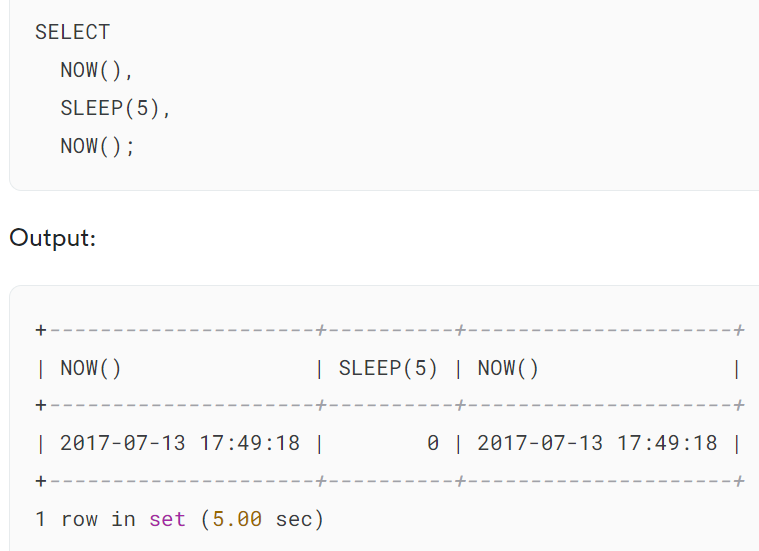 SELECT
  NOW(),
  SLEEP(5),
  NOW();
Output:
+---------------------+----------+---------------------+
| NOW()               | SLEEP(5) | NOW()               |
+---------------------+----------+---------------------+
| 2017-07-13 17:49:18 |        0 | 2017-07-13 17:49:18 |
+---------------------+----------+---------------------+
1 row in set (5.00 sec)